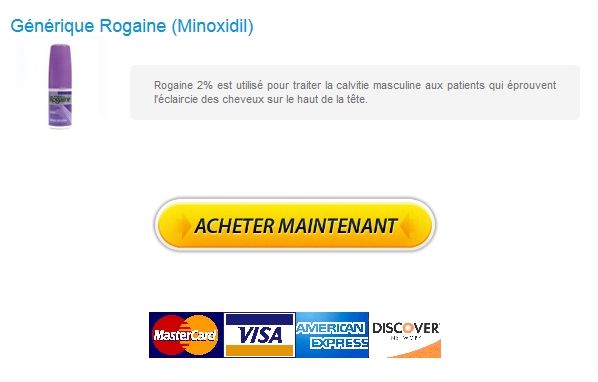 Générique Rogaine (Minoxidil)
Rogaine
Rogaine 2% est utilisé pour traiter la calvitie masculine aux patients qui éprouvent
l'éclaircie des cheveux sur le haut de la tête.
ACHETER MAINTENANT
MasterCard VISA AMERICAN EXPRESS DISCOVER NETWORK